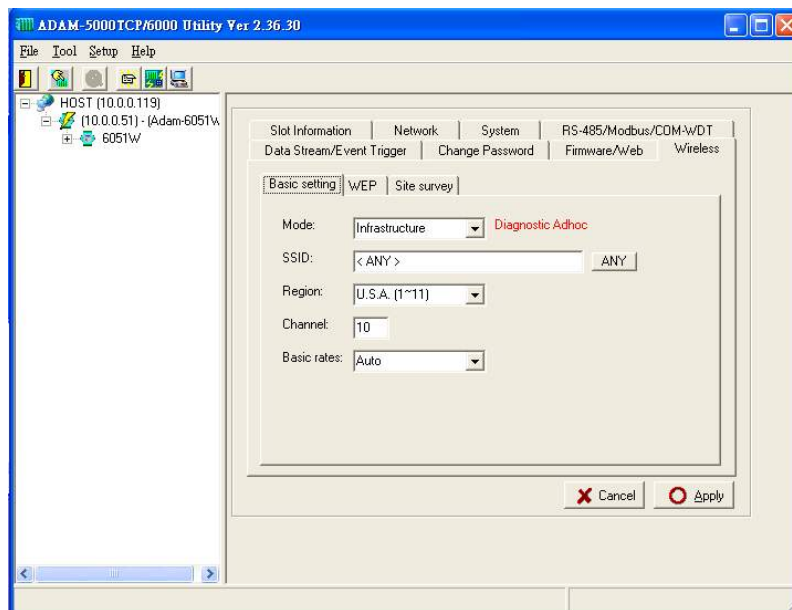 ADAM-5000TCP/6000 Utility Ver 2.36.30
File Tool Setup Help
HOST (10.0.0.119)
(10.0.0.51) - (Adam-6051W
6051W
Slot Information Network System RS-485/Modbus/COM-WDT
Data Stream/Event Trigger Change Password Firmware/Web Wireless
Basic setting WEP Site survey
Mode: Infrastructure Diagnostic Adhoc
SSID: < ANY > ANY
Region: U.S.A. (1~11)
Channel: 10
Basic rates: Auto
Cancel Apply